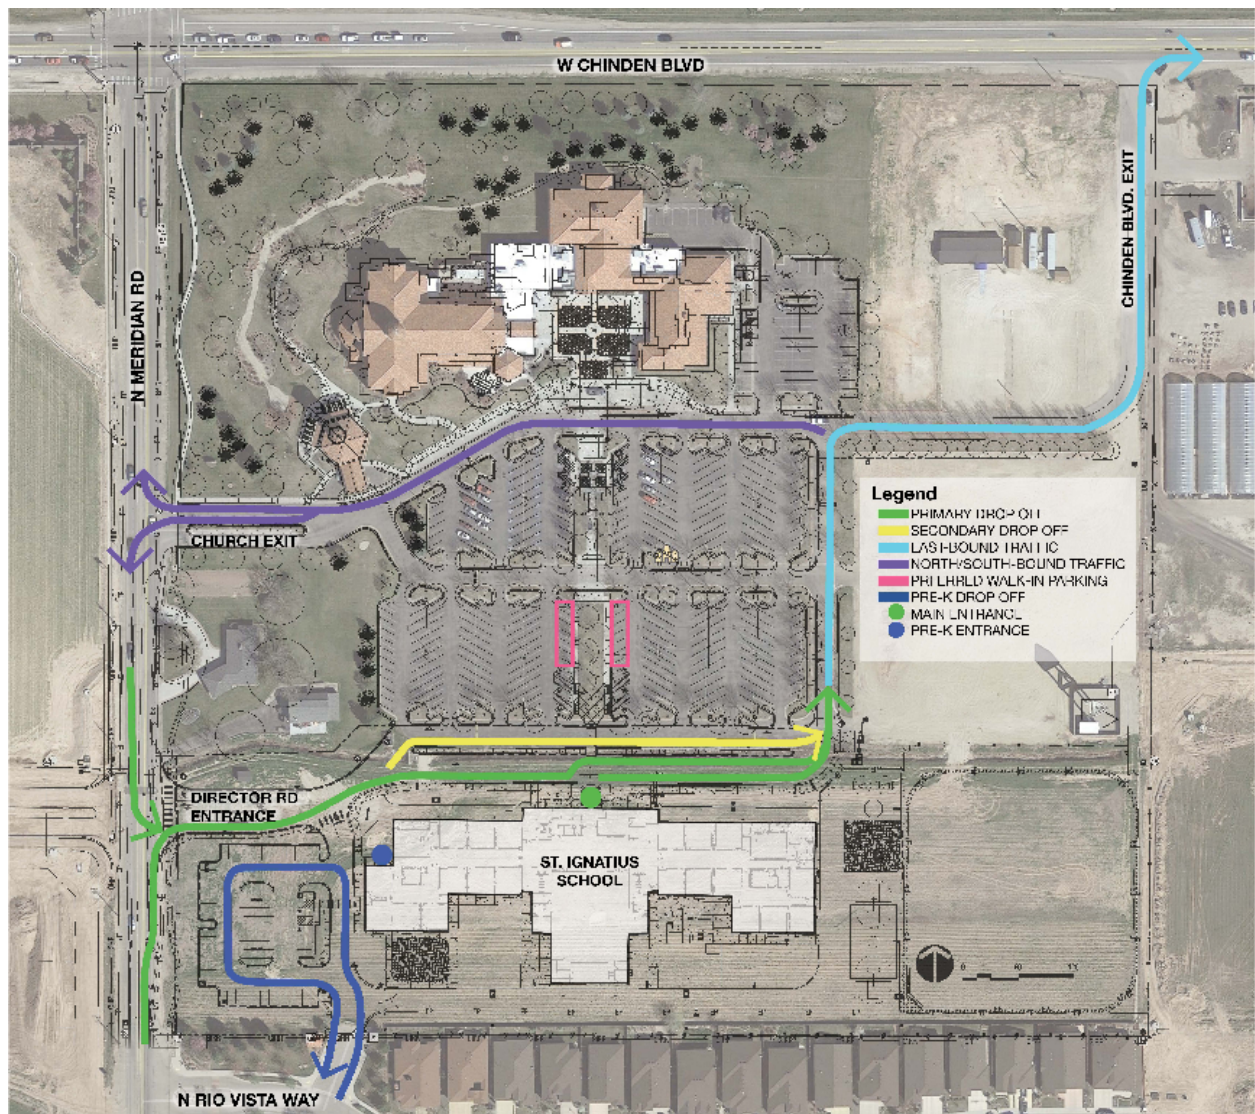 W CHINDEN BLVD
CHINDEN BLVD. EXIT
N MERIDIAN RD
Legend
PRIMARY DROP OFF
SECONDARY DROP OFF
EAST-BOUND TRAFFIC
NORTH/SOUTH-BOUND TRAFFIC
PREFERRED WALK-IN PARKING
PRE-K DROP OFF
MAIN ENTRANCE
PRE-K ENTRANCE
CHURCH EXIT
DIRECTOR RD
ENTRANCE
ST. IGNATIUS
SCHOOL
N RIO VISTA WAY